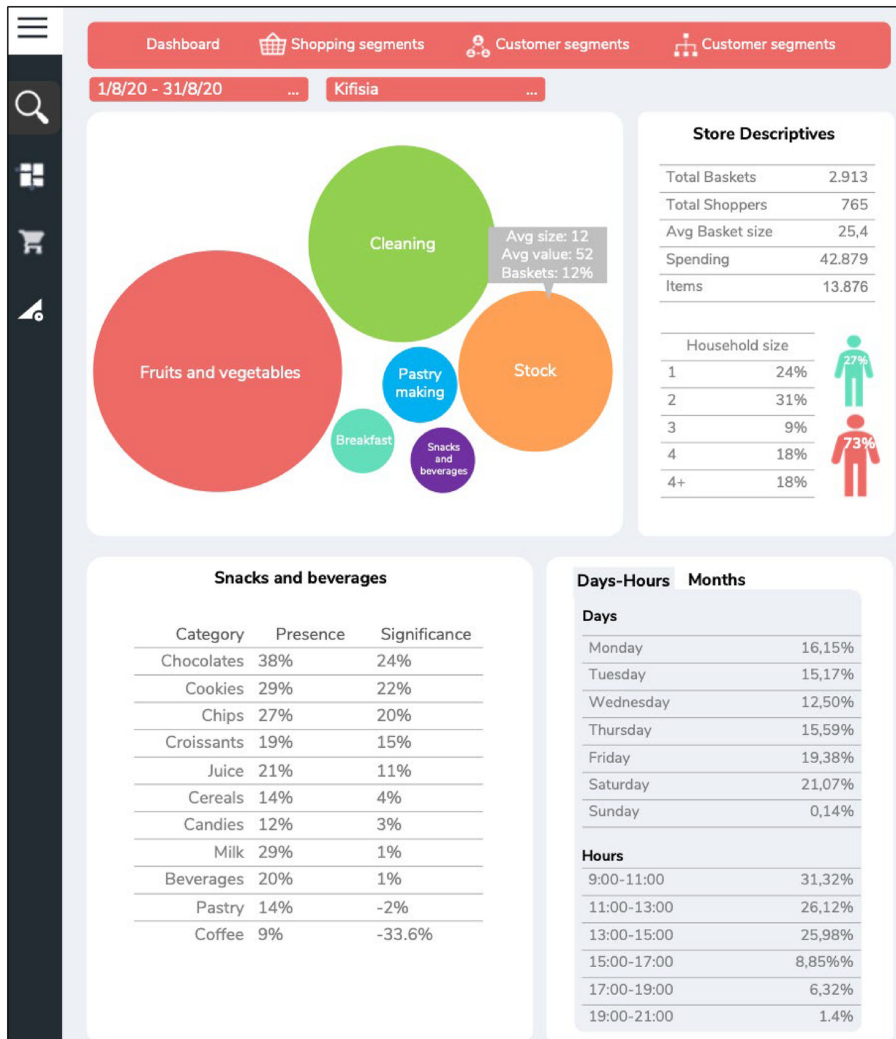 Dashboard Shopping segments Customer segments Customer segments
1/8/20 - 31/8/20 ... Kifisia ...
Cleaning
Avg size: 12
Avg value: 52
Baskets: 12%
Fruits and vegetables
Pastry
making
Stock
Breakfast
Snacks
and
beverages
Store Descriptives
Total Baskets 2.913
Total Shoppers 765
Avg Basket size 25,4
Spending 42.879
Items 13.876
Household size
1 24%
2 31%
3 9%
4 18%
4+ 18%
27%
73%
Snacks and beverages
Category Presence Significance
Chocolates 38% 24%
Cookies 29% 22%
Chips 27% 20%
Croissants 19% 15%
Juice 21% 11%
Cereals 14% 4%
Candies 12% 3%
Milk 29% 1%
Beverages 20% 1%
Pastry 14% -2%
Coffee 9% -33.6%
Days-Hours Months
Days
Monday 16,15%
Tuesday 15,17%
Wednesday 12,50%
Thursday 15,59%
Friday 19,38%
Saturday 21,07%
Sunday 0,14%
Hours
9:00-11:00 31,32%
11:00-13:00 26,12%
13:00-15:00 25,98%
15:00-17:00 8,85%%
17:00-19:00 6,32%
19:00-21:00 1.4%